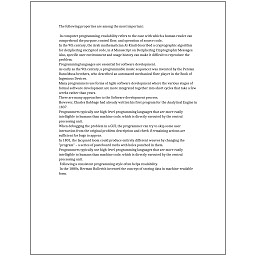 The following properties are among the most important:
In computer programming, readability refers to the ease with which a human reader can
comprehend the purpose, control flow, and operation of source code.
In the 9th century, the Arab mathematician Al-Kindi described a cryptographic algorithm
for deciphering encrypted code, in A Manuscript on Deciphering Cryptographic Messages.
Also, specific user environment and usage history can make it difficult to reproduce the
problem.
Programming languages are essential for software development.
As early as the 9th century, a programmable music sequencer was invented by the Persian
Banu Musa brothers, who described an automated mechanical flute player in the Book of
Ingenious Devices.
Many programmers use forms of Agile software development where the various stages of
formal software development are more integrated together into short cycles that take a few
weeks rather than years.
There are many approaches to the Software development process.
However, Charles Babbage had already written his first program for the Analytical Engine in
1837.
Programmers typically use high-level programming languages that are more easily
intelligible to humans than machine code, which is directly executed by the central
processing unit.
When debugging the problem in a GUI, the programmer can try to skip some user
interaction from the original problem description and check if remaining actions are
sufficient for bugs to appear.
In 1801, the Jacquard loom could produce entirely different weaves by changing the
"program" - a series of pasteboard cards with holes punched in them.
Programmers typically use high-level programming languages that are more easily
intelligible to humans than machine code, which is directly executed by the central
processing unit.
Following a consistent programming style often helps readability.
In the 1880s, Herman Hollerith invented the concept of storing data in machine-readable
form.